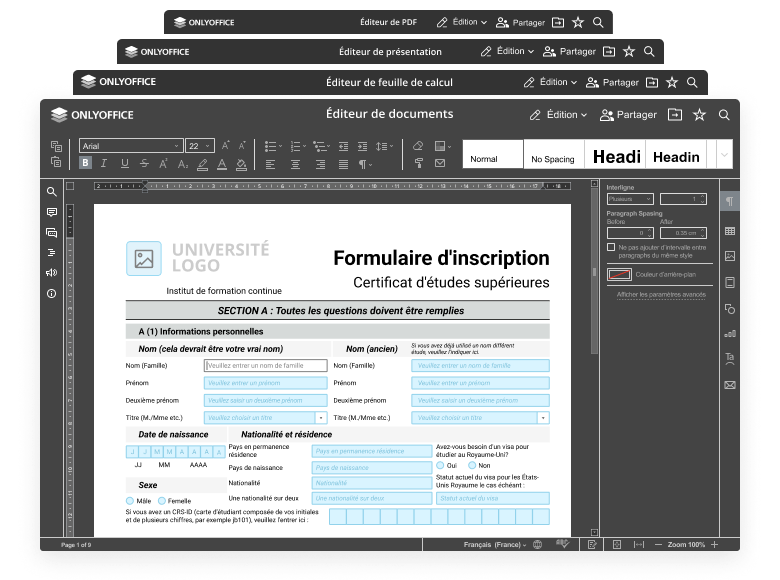 ONLYOFFICE Éditeur de PDF Édition Partager
ONLYOFFICE Éditeur de présentation Édition Partager
ONLYOFFICE Éditeur de feuille de calcul Édition Partager
ONLYOFFICE Éditeur de documents Édition Partager
Arial 22 Normal No Spacing Headi Headin
Interligne
Plusieurs 1
Paragraph Spasing
Before After
0 0.35 cm
Ne pas ajouter d'intervalle entre
paragraphs du même style
Couleur d'arrière-plan
Afficher les paramètres avancés
UNIVERSITÉ
LOGO
Institut de formation continue
Formulaire d'inscription
Certificat d'études supérieures
SECTION A : Toutes les questions doivent être remplies
A (1) Informations personnelles
Nom (cela devrait être votre vrai nom) Nom (ancien) Si vous avez déjà utilisé un nom différent
étude, veuillez l'indiquer ici.
Nom (Famille) Veuillez entrer un nom de famille Nom (Famille) Veuillez entrer un nom de famille
Prénom Veuillez entrer un prénom Prénom Veuillez entrer un prénom
Deuxième prénom Veuillez saisir un deuxième prénom Deuxième prénom Veuillez saisir un deuxième prénom
Titre (M./Mme etc.) Veuillez choisir un titre Titre (M./Mme etc.) Veuillez choisir un titre
Date de naissance Nationalité et résidence
J J M M A A A A
JJ MM AAAA
Pays en permanence
résidence
Pays en permanence résidence
Avez-vous besoin d'un visa pour
étudier au Royaume-Uni?
Pays de naissance Pays de naissance Oui Non
Sexe
Nationalité Nationalité
Statut actuel du visa pour les États-
Unis Royaume le cas échéant :
Mâle Femelle Une nationalité sur deux Une nationalité sur deux Statut actuel du visa
Si vous avez un CRS-ID (carte d'étudiant composée de vos initiales
et de plusieurs chiffres, par exemple jb101), veuillez l'entrer ici :
Page 1 of 9 Français (France) Zoom 100%